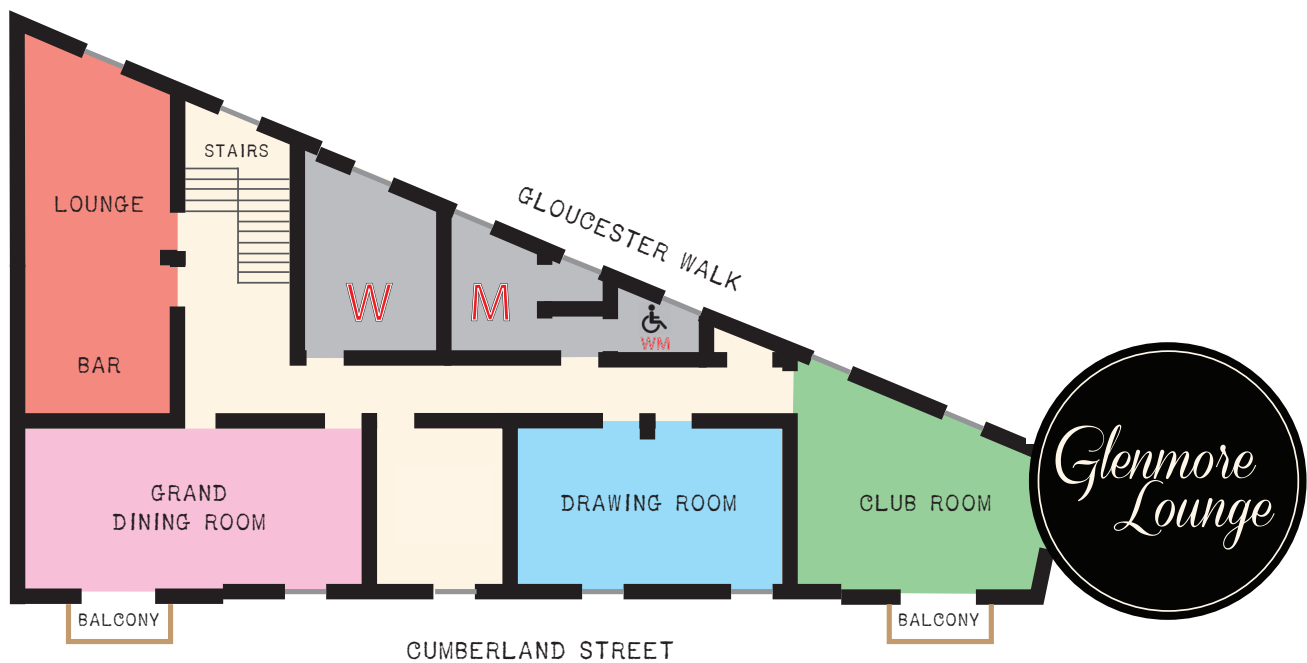 STAIRS
GLOUCESTER WALK
LOUNGE
W
M
WM
BAR
Glenmore
Lounge
GRAND
DINING ROOM
DRAWING ROOM
CLUB ROOM
BALCONY
BALCONY
CUMBERLAND STREET